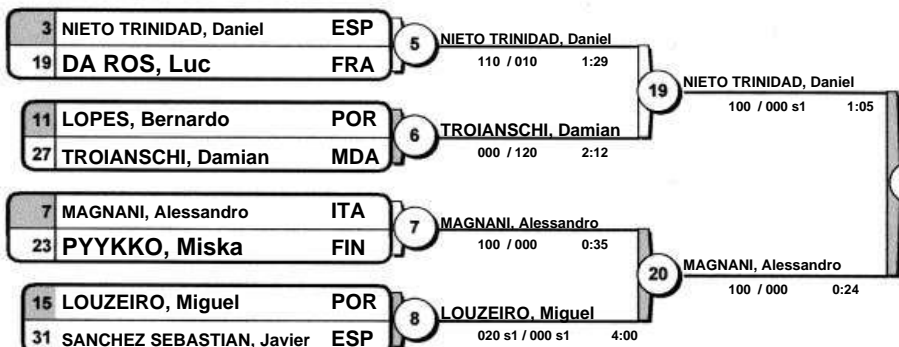 3 NIETO TRINIDAD, Daniel ESP
19 DA ROS, Luc FRA
5
NIETO TRINIDAD, Daniel
110 / 010 1:29
11 LOPES, Bernardo POR
27 TROIANSCHI, Damian MDA
6
TROIANSCHI, Damian
000 / 120 2:12
19
NIETO TRINIDAD, Daniel
100 / 000 s1 1:05
7 MAGNANI, Alessandro ITA
23 PYYKKO, Miska FIN
7
MAGNANI, Alessandro
100 / 000 0:35
15 LOUZEIRO, Miguel POR
31 SANCHEZ SEBASTIAN, Javier ESP
8
LOUZEIRO, Miguel
020 s1 / 000 s1 4:00
20
MAGNANI, Alessandro
100 / 000 0:24